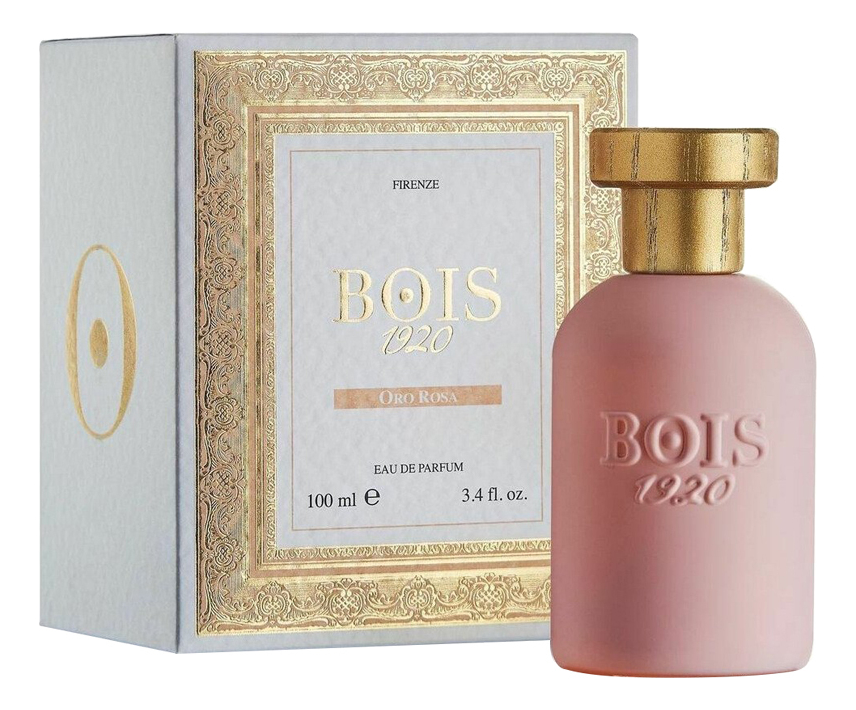 FIRENZE
BOIS
1920
ORO ROSA
EAU DE PARFUM
100 ml ℮
3.4 fl. oz.
BOIS
1920